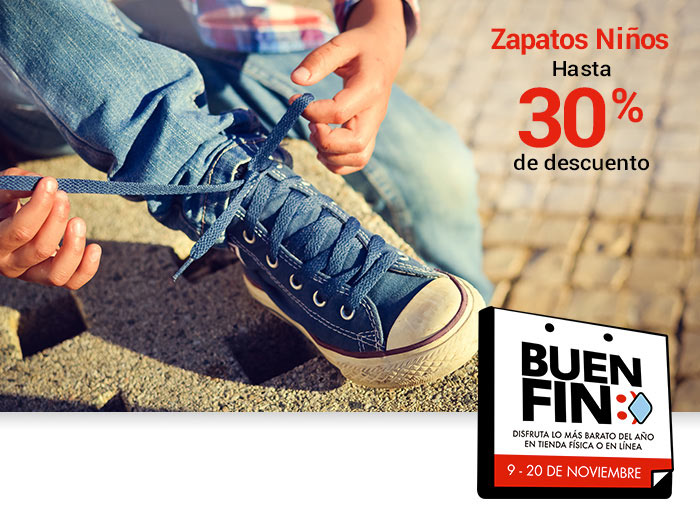 Zapatos Niños
Hasta
30%
de descuento
BUEN
FIN
DISFRUTA LO MÁS BARATO DEL AÑO
EN TIENDA FÍSICA O EN LÍNEA
9 - 20 DE NOVIEMBRE